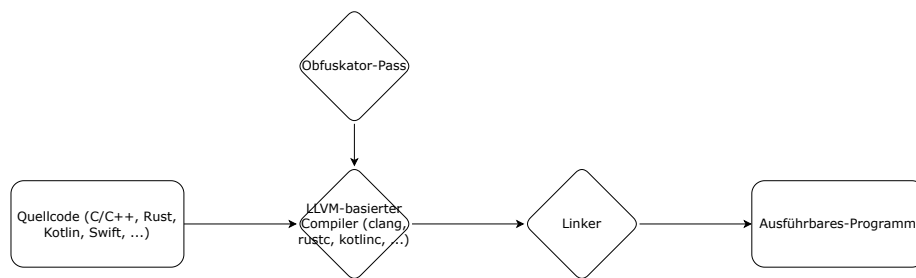 Obfuskator-Pass
Quellcode (C/C++, Rust,
Kotlin, Swift, ...)
LLVM-basierter
Compiler (clang,
rustc, kotlinc, ...)
Linker
Ausführbares-Programm